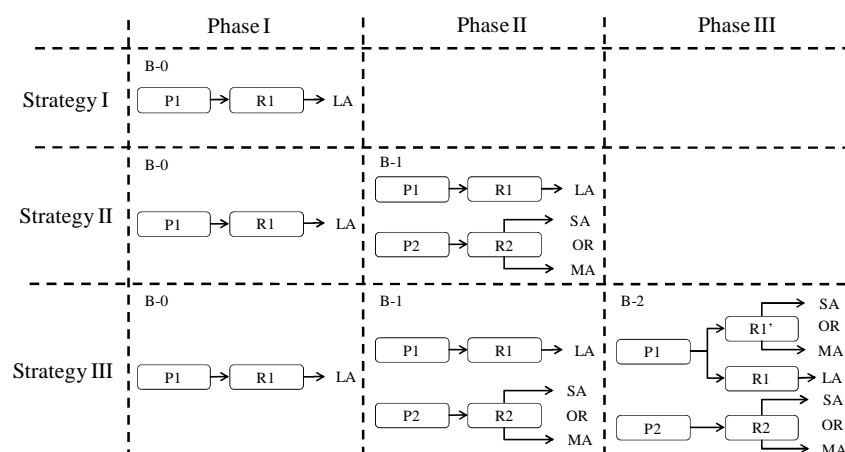 Phase I
Phase II
Phase III
Strategy I
B-0
P1
R1
LA
Strategy II
B-0
P1
R1
LA
B-1
P1
R1
LA
P2
R2
SA
OR
MA
Strategy III
B-0
P1
R1
LA
B-1
P1
R1
LA
P2
R2
SA
OR
MA
B-2
P1
R1’
SA
OR
MA
R1
LA
P2
R2
SA
OR
MA